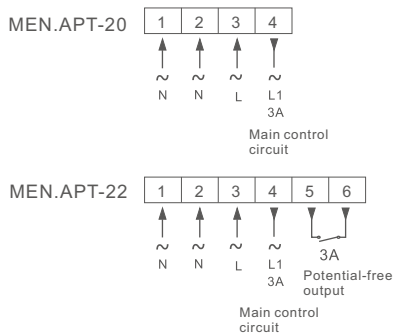 MEN.APT-20 1 2 3 4
~ ~ ~ ~
N N L L1
3A
Main control
circuit
MEN.APT-22 1 2 3 4 5 6
~ ~ ~ ~
N N L L1
3A
3A
Potential-free
output
Main control
circuit